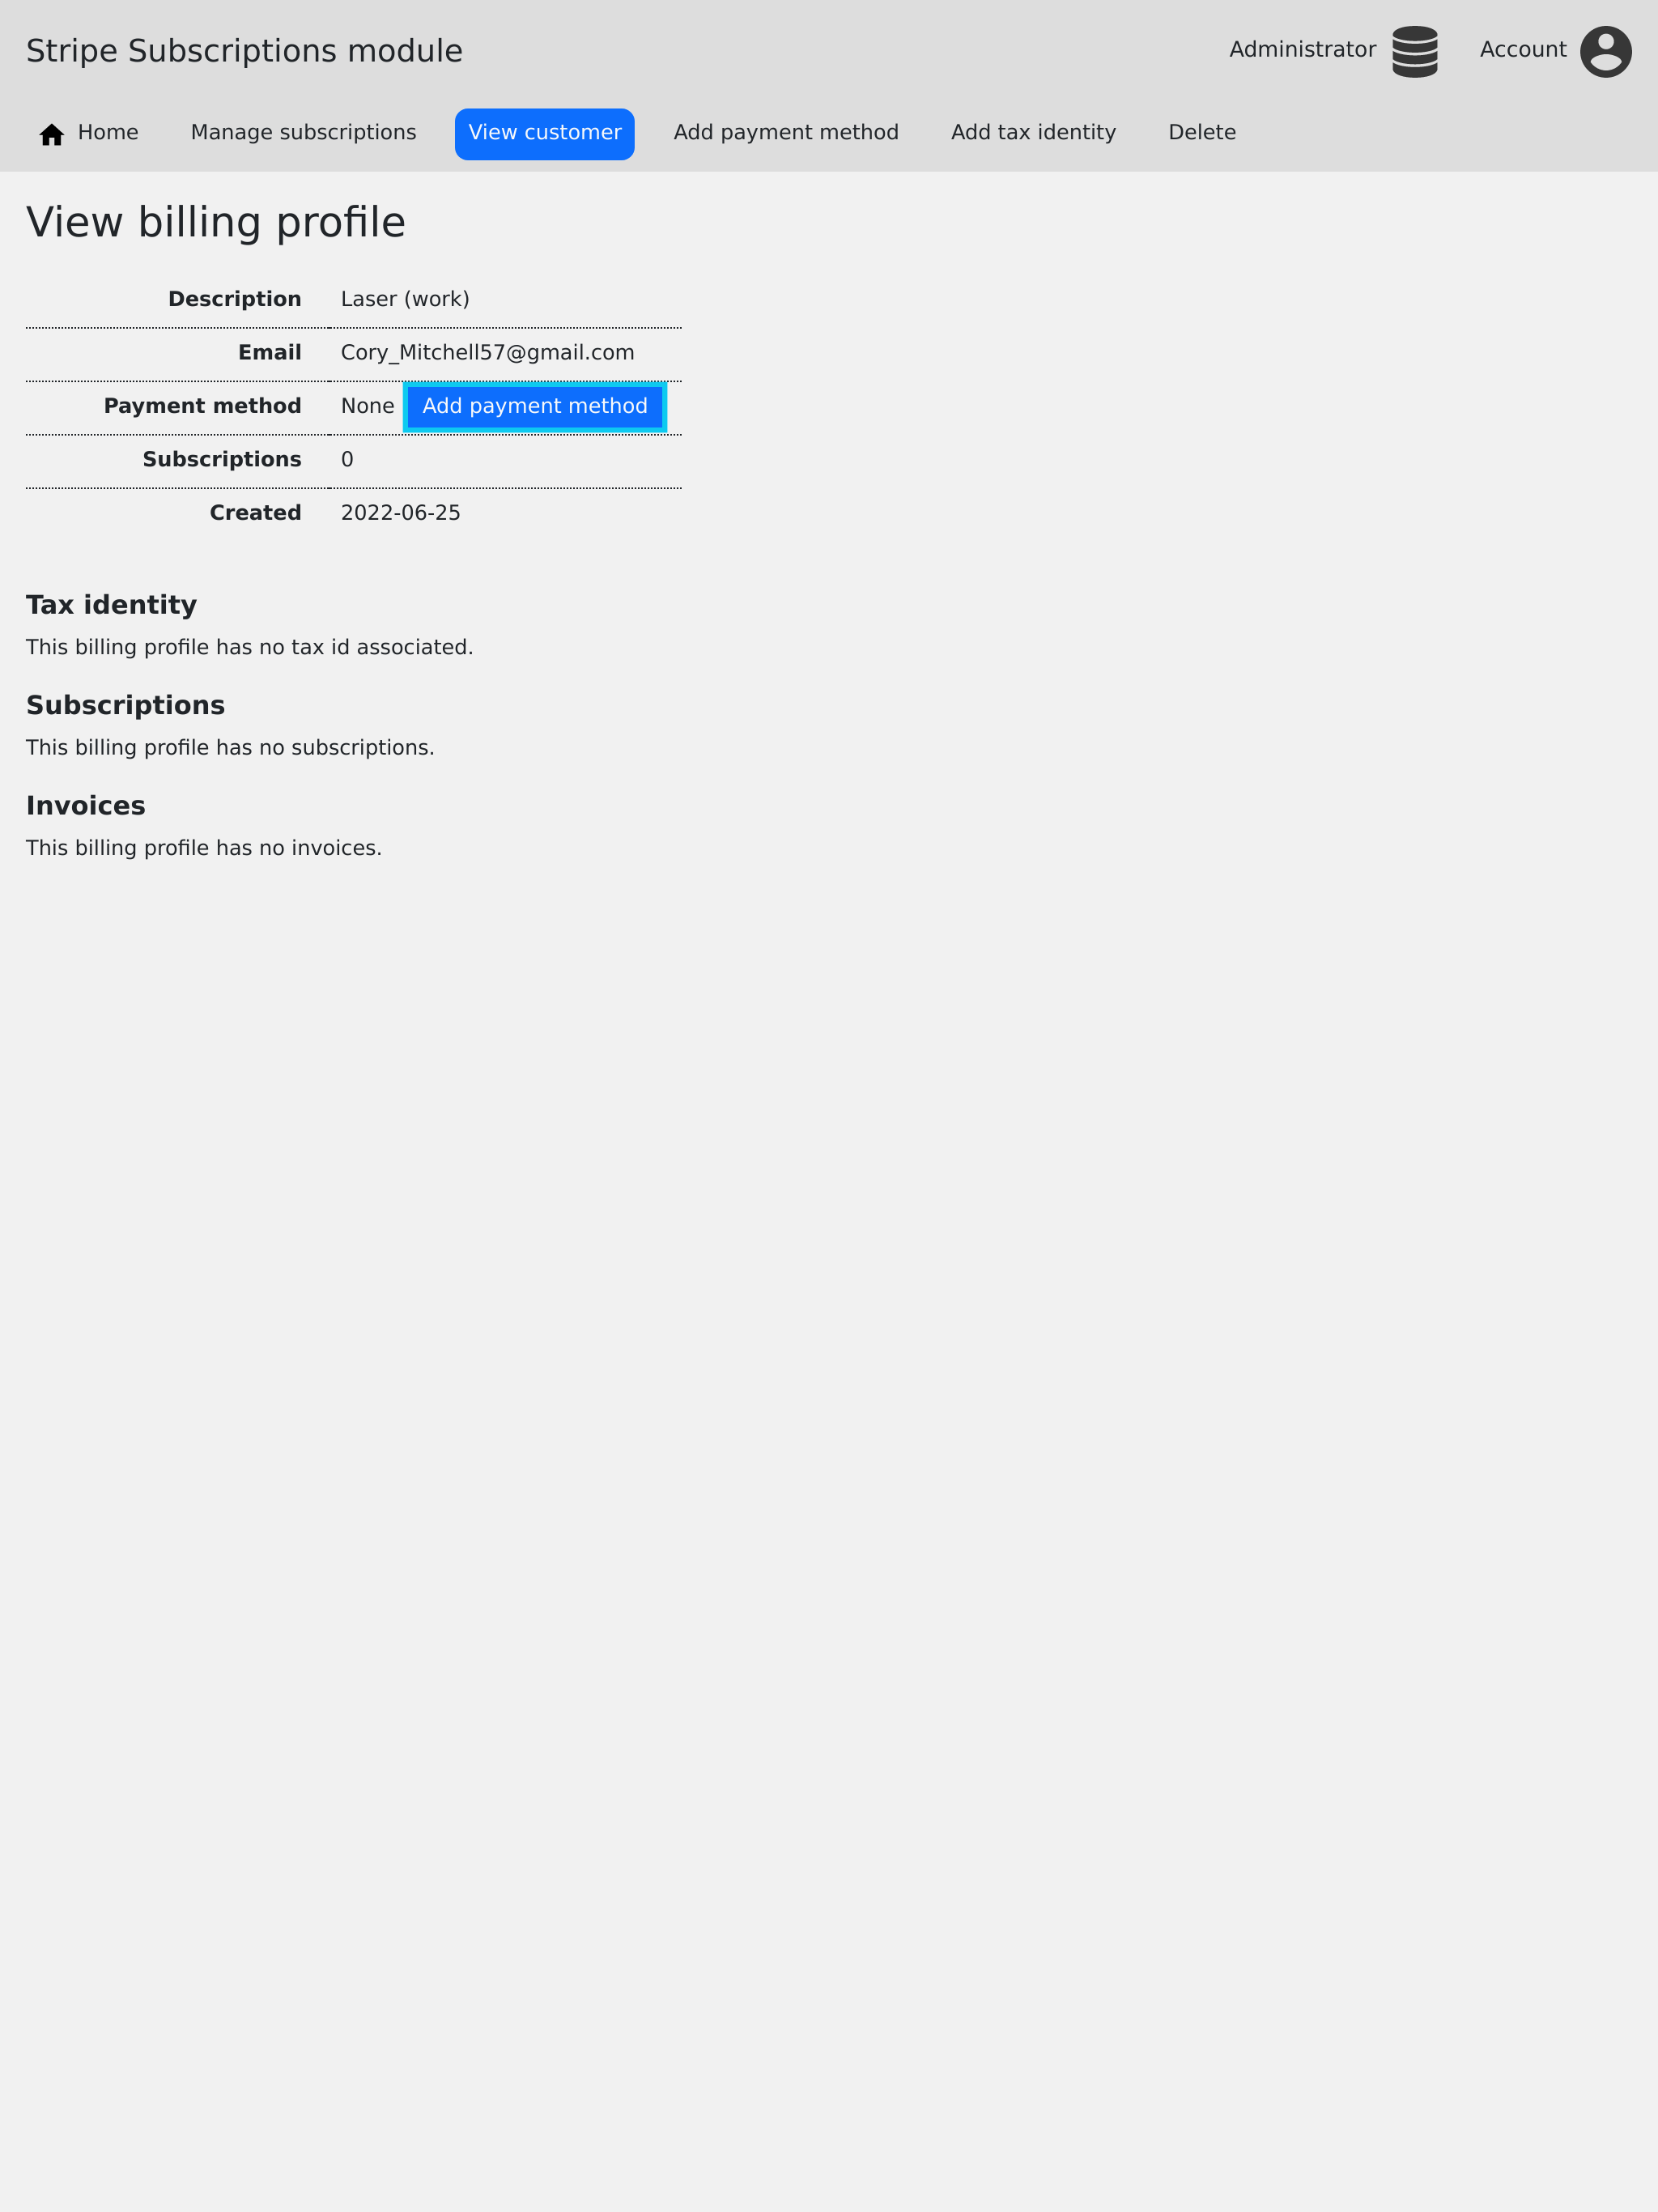 Stripe Subscriptions module
Administrator
Account
Home
Manage subscriptions
View customer
Add payment method
Add tax identity
Delete
View billing profile
Description Laser (work)
Email Cory_Mitchell57@gmail.com
Payment method None Add payment method
Subscriptions 0
Created 2022-06-25
Tax identity
This billing profile has no tax id associated.
Subscriptions
This billing profile has no subscriptions.
Invoices
This billing profile has no invoices.